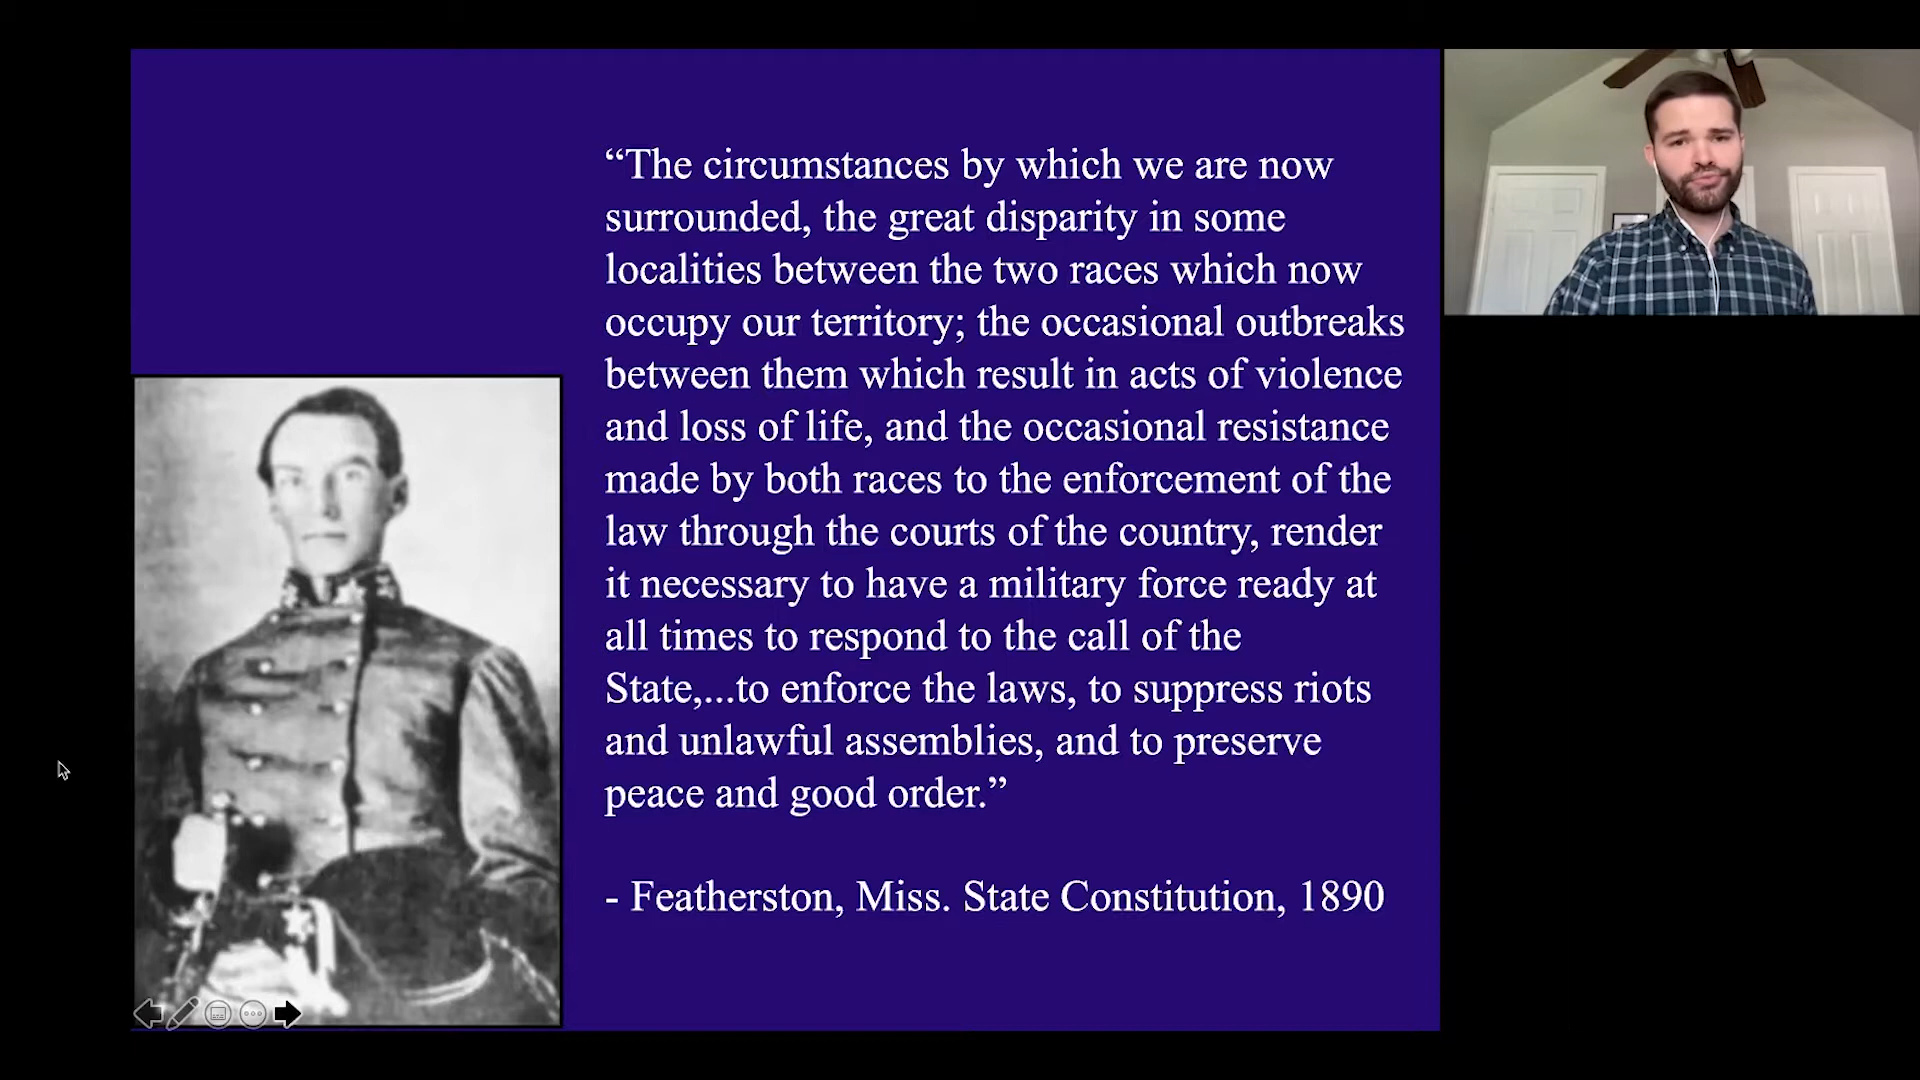 “The circumstances by which we are now
surrounded, the great disparity in some
localities between the two races which now
occupy our territory; the occasional outbreaks
between them which result in acts of violence
and loss of life, and the occasional resistance
made by both races to the enforcement of the
law through the courts of the country, render
it necessary to have a military force ready at
all times to respond to the call of the
State,...to enforce the laws, to suppress riots
and unlawful assemblies, and to preserve
peace and good order.”
- Featherston, Miss. State Constitution, 1890